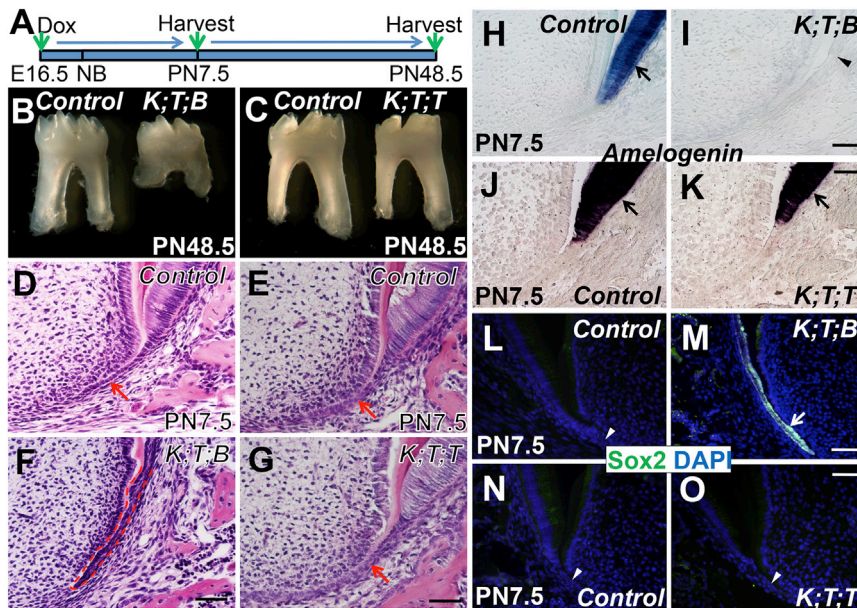 A
Dox
Harvest
Harvest
E16.5 NB
PN7.5
PN48.5
B
Control
K;T;B
PN48.5
C
Control
K;T;T
PN48.5
D
Control
PN7.5
E
Control
PN7.5
F
K;T;B
G
K;T;T
H
Control
PN7.5
I
K;T;B
Amelogenin
J
PN7.5
Control
K
K;T;T
L
Control
PN7.5
M
K;T;B
Sox2 DAPI
N
PN7.5
Control
O
K;T;T